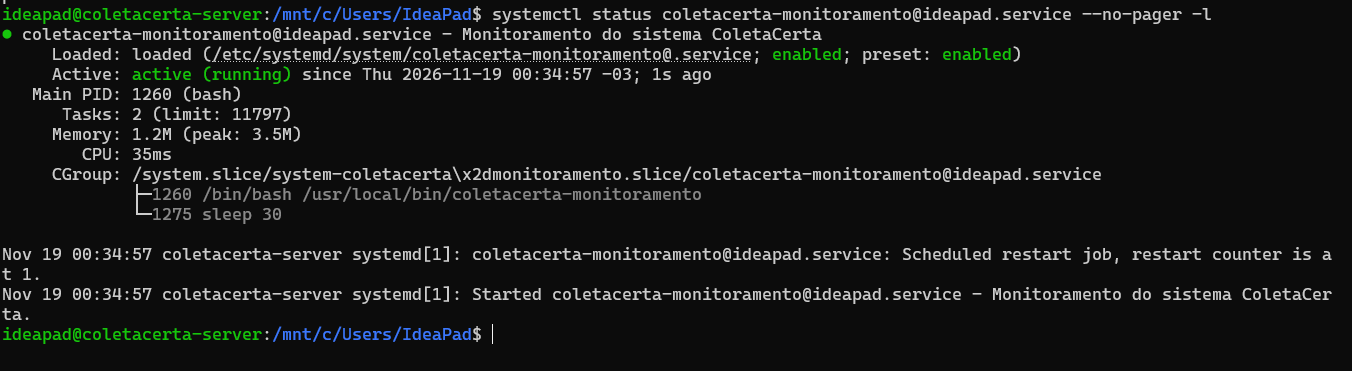 ideapad@coletacerta-server:/mnt/c/Users/IdeaPad$ systemctl status coletacerta-monitoramento@ideapad.service --no-pager -l
● coletacerta-monitoramento@ideapad.service - Monitoramento do sistema ColetaCerta
     Loaded: loaded (/etc/systemd/system/coletacerta-monitoramento@.service; enabled; preset: enabled)
     Active: active (running) since Thu 2026-11-19 00:34:57 -03; 1s ago
   Main PID: 1260 (bash)
      Tasks: 2 (limit: 11797)
     Memory: 1.2M (peak: 3.5M)
        CPU: 35ms
     CGroup: /system.slice/system-coletacerta\x2dmonitoramento.slice/coletacerta-monitoramento@ideapad.service
             ├─1260 /bin/bash /usr/local/bin/coletacerta-monitoramento
             └─1275 sleep 30

Nov 19 00:34:57 coletacerta-server systemd[1]: coletacerta-monitoramento@ideapad.service: Scheduled restart job, restart counter is a
t 1.
Nov 19 00:34:57 coletacerta-server systemd[1]: Started coletacerta-monitoramento@ideapad.service - Monitoramento do sistema ColetaCer
ta.
ideapad@coletacerta-server:/mnt/c/Users/IdeaPad$